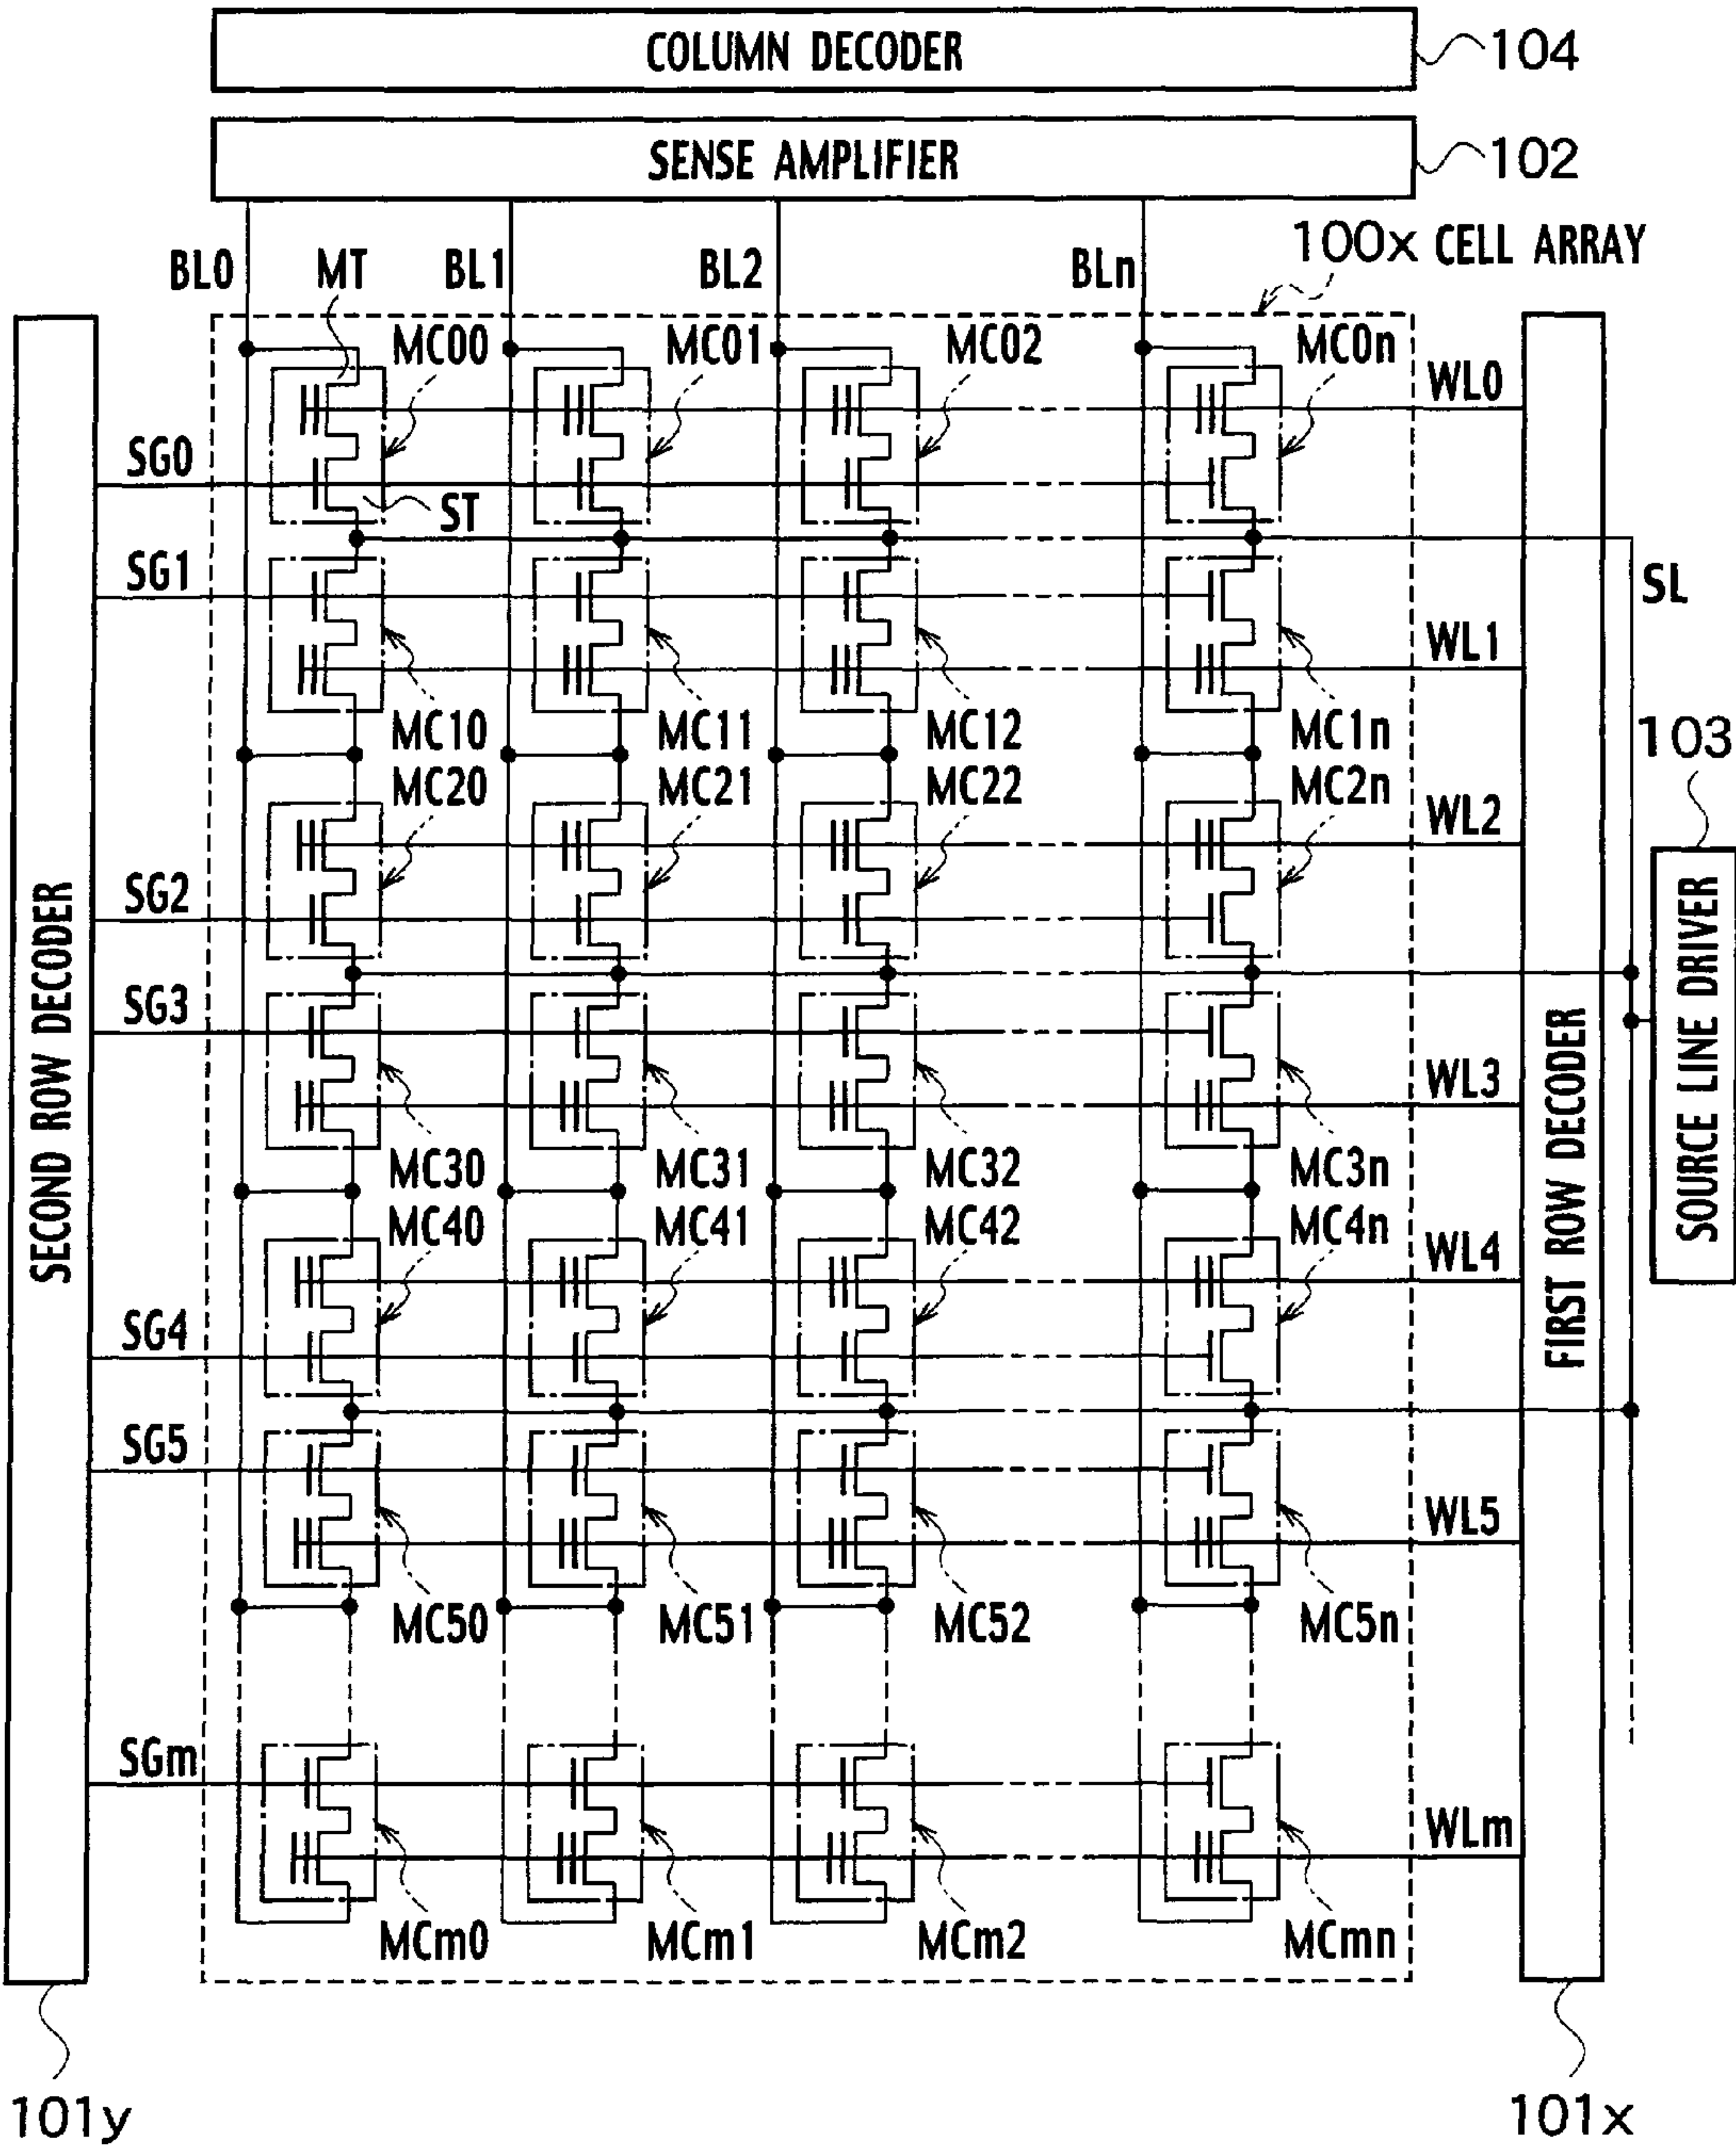 COLUMN DECODER
104
SENSE AMPLIFIER
102
100x CELL ARRAY
BL0
MT
BL1
BL2
BLn
MC00
MC01
MC02
MC0n
WL0
SG0
ST
SG1
SL
WL1
MC10
MC11
MC12
MC1n
103
MC20
MC21
MC22
MC2n
WL2
SG2
SECOND ROW DECODER
SOURCE LINE DRIVER
SG3
FIRST ROW DECODER
WL3
MC30
MC31
MC32
MC3n
MC40
MC41
MC42
MC4n
WL4
SG4
SG5
WL5
MC50
MC51
MC52
MC5n
SGm
WLm
MCm0
MCm1
MCm2
MCmn
101y
101x